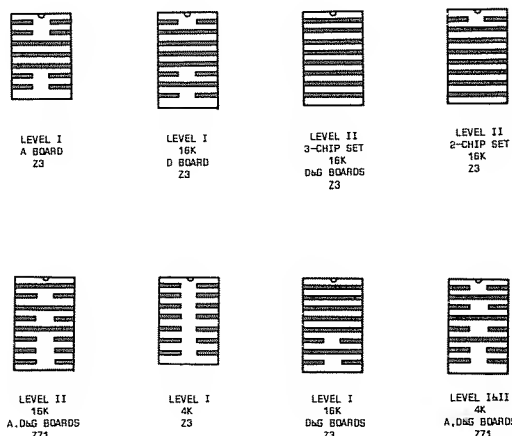 LEVEL I
A BOARD
Z3
LEVEL I
16K
D BOARD
Z3
LEVEL II
3-CHIP SET
16K
D&G BOARDS
Z3
LEVEL II
2-CHIP SET
16K
Z3
LEVEL II
16K
A,D&G BOARDS
Z71
LEVEL I
4K
Z3
LEVEL I
16K
D&G BOARDS
Z3
LEVEL I&II
4K
A,D&G BOARDS
Z71